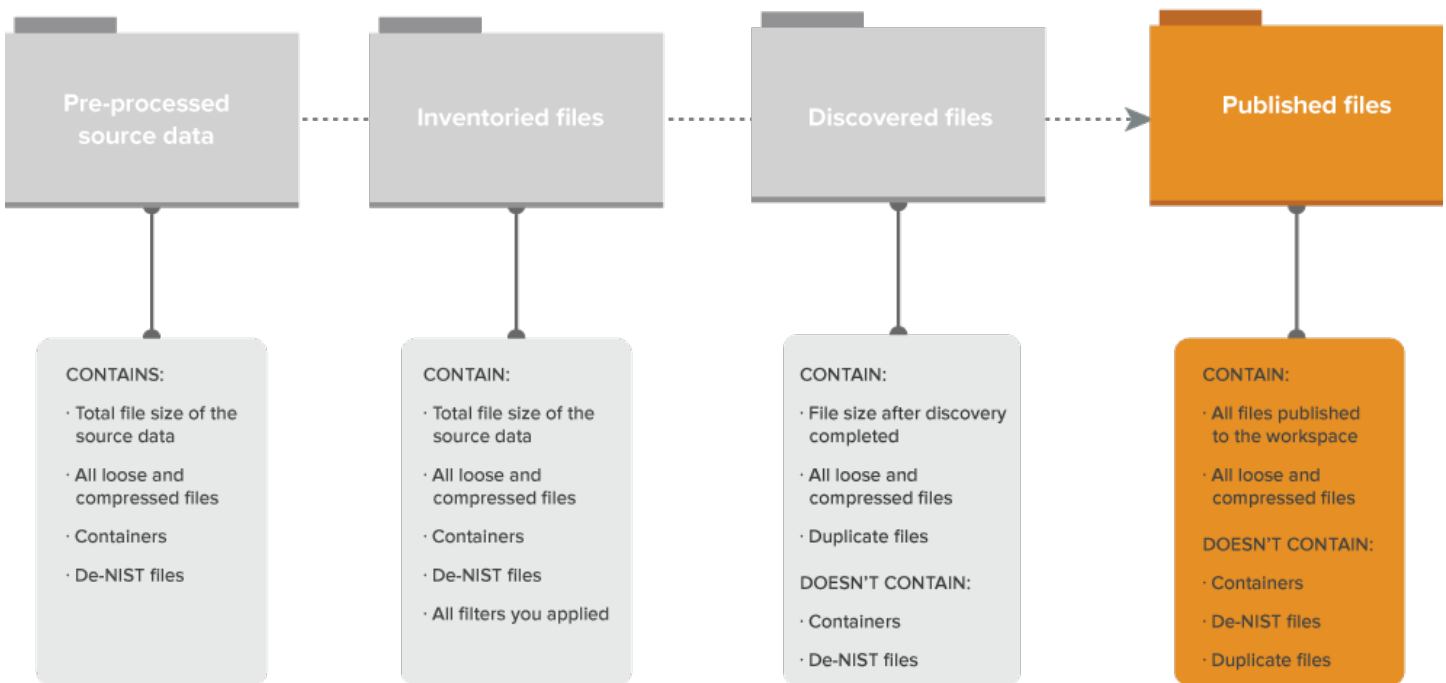 Pre-processed
source data
Inventoried files
Discovered files
Published files
CONTAINS:
· Total file size of the
source data
· All loose and
compressed files
· Containers
· De-NIST files
CONTAIN:
· Total file size of the
source data
· All loose and
compressed files
· Containers
· De-NIST files
· All filters you applied
CONTAIN:
· File size after discovery
completed
· All loose and
compressed files
· Duplicate files
DOESN'T CONTAIN:
· Containers
· De-NIST files
CONTAIN:
· All files published
to the workspace
· All loose and
compressed files
DOESN'T CONTAIN:
· Containers
· De-NIST files
· Duplicate files